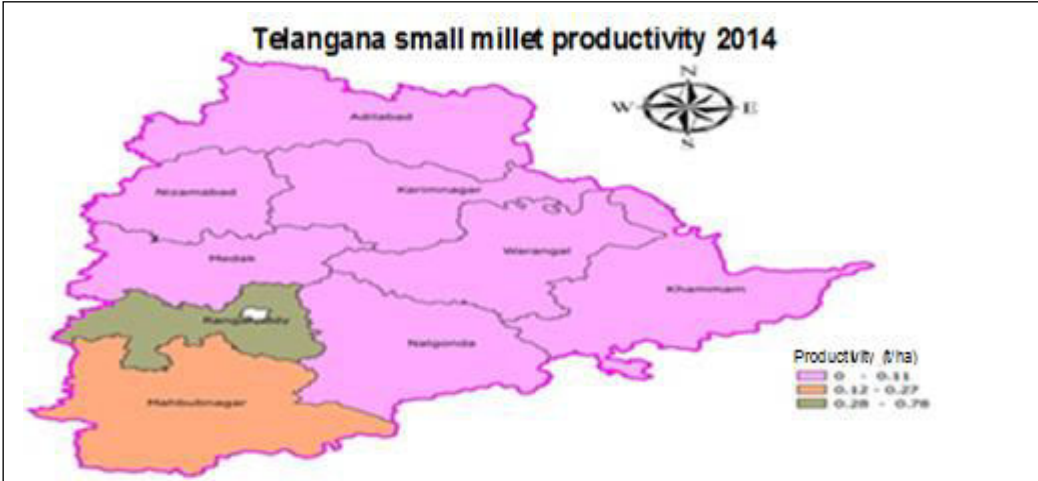 Telangana small millet productivity 2014
N
W E
S
Adilabad
Nizamabad
Karimnagar
Medak
Warangal
Khammam
Nalgonda
Mahbubnagar
Productivity (t/ha)
0 - 0.11
0.12 - 0.27
0.28 - 0.78